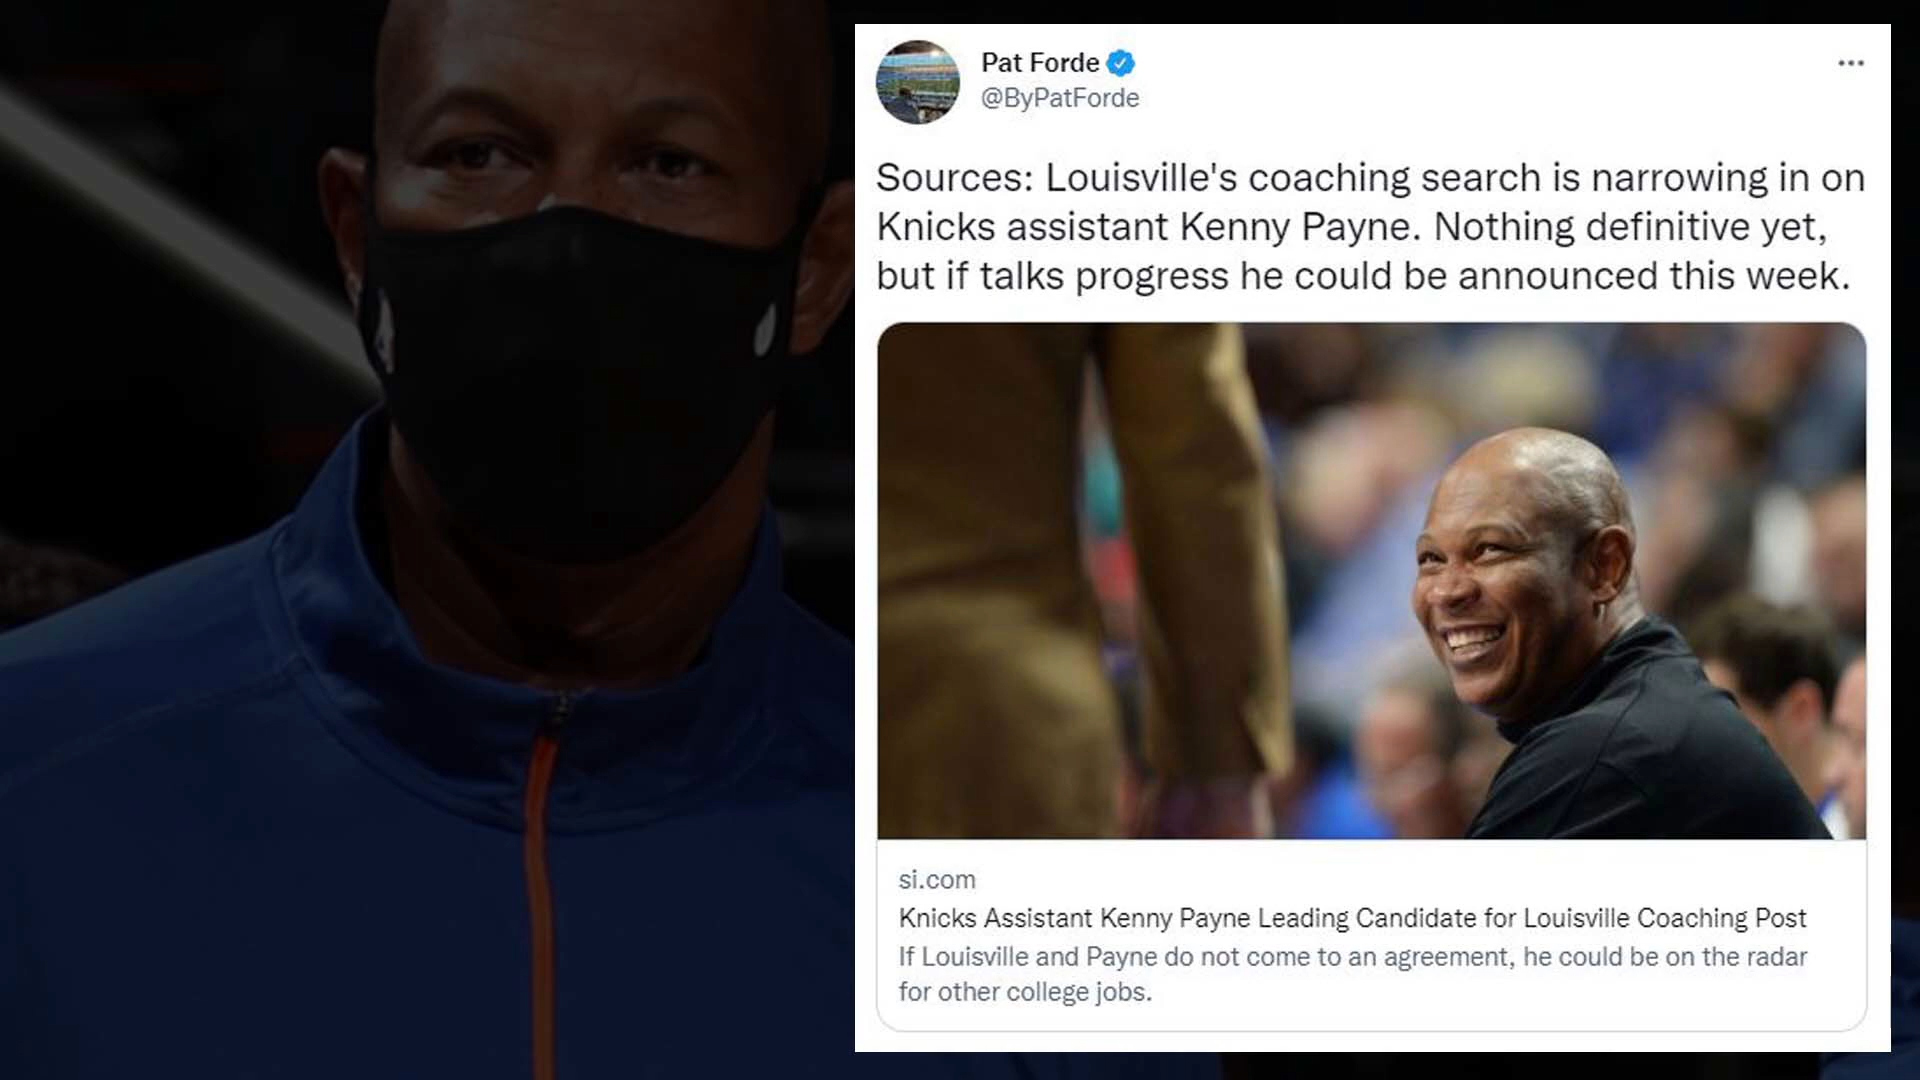 Pat Forde
@ByPatForde
Sources: Louisville's coaching search is narrowing in on
Knicks assistant Kenny Payne. Nothing definitive yet,
but if talks progress he could be announced this week.
si.com
Knicks Assistant Kenny Payne Leading Candidate for Louisville Coaching Post
If Louisville and Payne do not come to an agreement, he could be on the radar
for other college jobs.